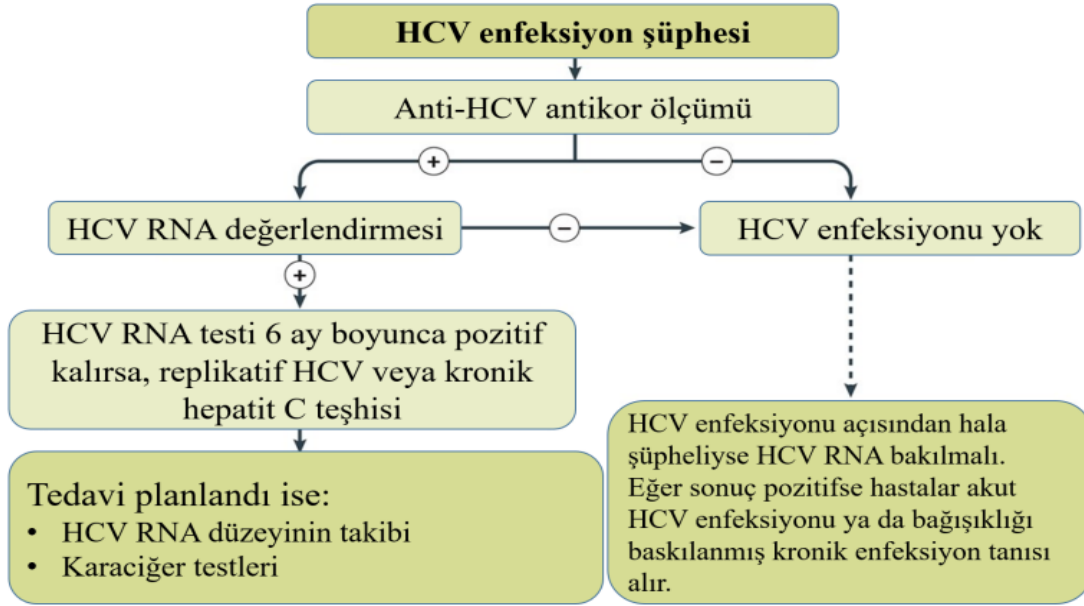 HCV enfeksiyon şüphesi
Anti-HCV antikor ölçümü
+
−
HCV RNA değerlendirmesi
−
HCV enfeksiyonu yok
+
HCV RNA testi 6 ay boyunca pozitif
kalırsa, replikatif HCV veya kronik
hepatit C teşhisi
HCV enfeksiyonu açısından hala
şüpheliyse HCV RNA bakılmalı.
Eğer sonuç pozitifse hastalar akut
HCV enfeksiyonu ya da bağışıklığı
baskılanmış kronik enfeksiyon tanısı
alır.
Tedavi planlandı ise:
• HCV RNA düzeyinin takibi
• Karaciğer testleri